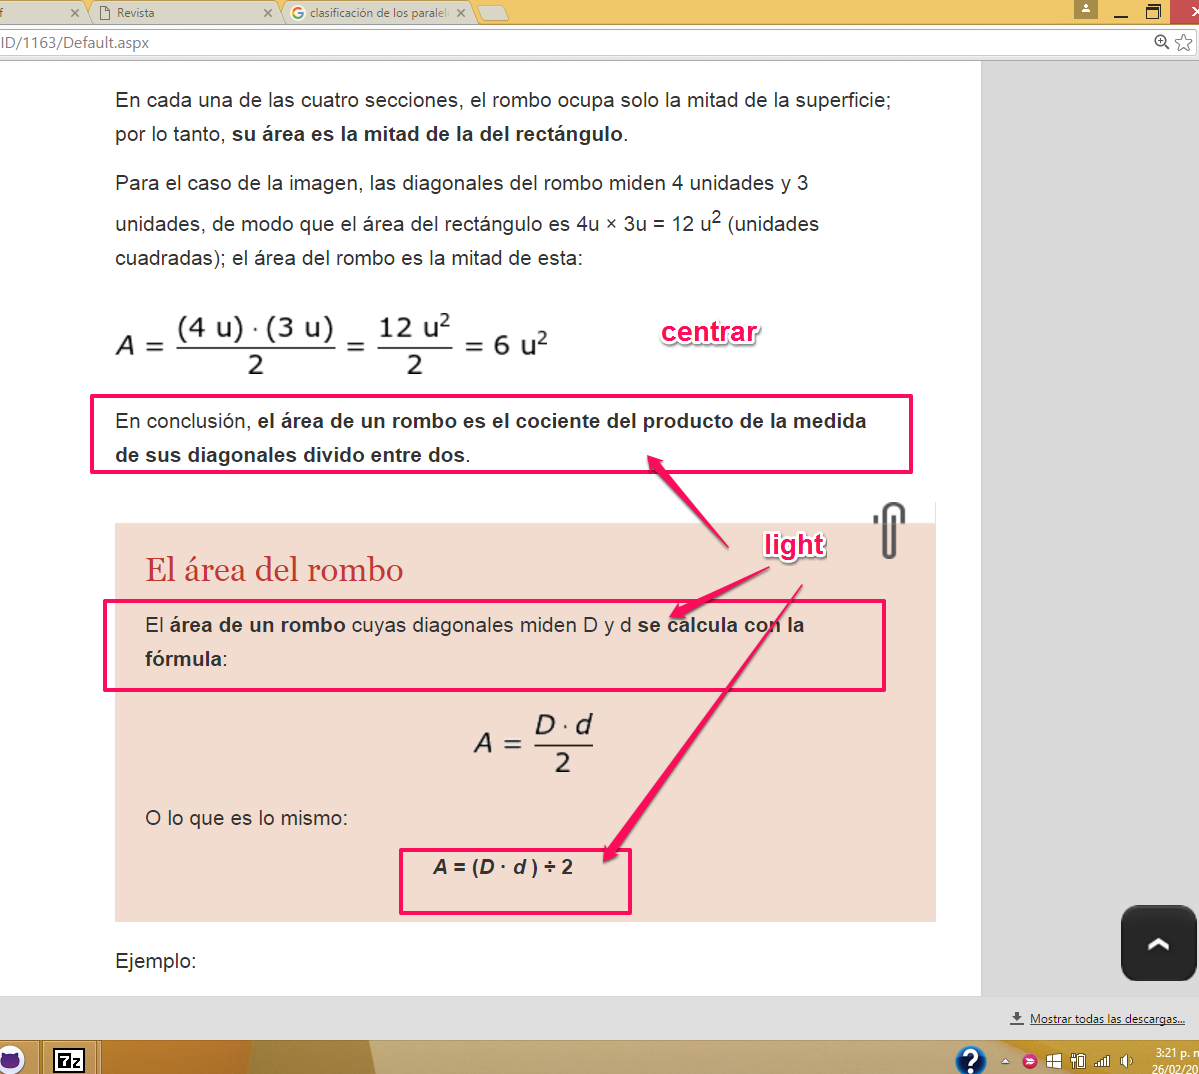 f
Revista
clasificación de los paralel
ID/1163/Default.aspx
En cada una de las cuatro secciones, el rombo ocupa solo la mitad de la superficie;
por lo tanto, su área es la mitad de la del rectángulo.
Para el caso de la imagen, las diagonales del rombo miden 4 unidades y 3
unidades, de modo que el área del rectángulo es 4u × 3u = 12 u² (unidades
cuadradas); el área del rombo es la mitad de esta:
A = (4 u) · (3 u) / 2 = 12 u² / 2 = 6 u²
centrar
En conclusión, el área de un rombo es el cociente del producto de la medida
de sus diagonales divido entre dos.
light
El área del rombo
El área de un rombo cuyas diagonales miden D y d se calcula con la
fórmula:
A = D · d / 2
O lo que es lo mismo:
A = (D · d ) ÷ 2
Ejemplo:
Mostrar todas las descargas...
7z
?
3:21 p. n
26/02/20